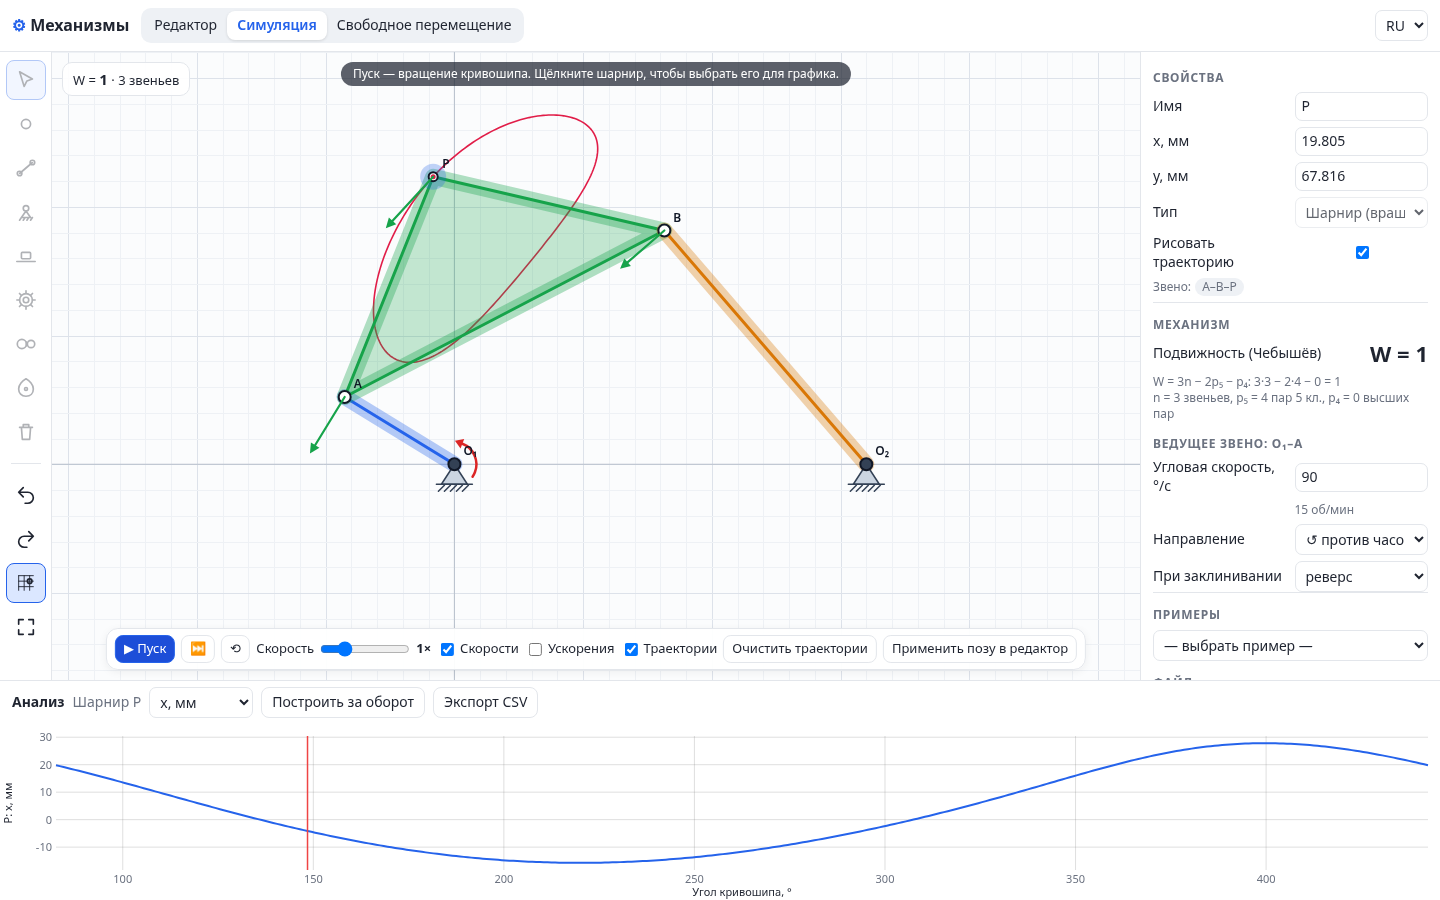 ⚙ Механизмы
Редактор
Симуляция
Свободное перемещение
RU
W = 1 · 3 звеньев
Пуск — вращение кривошипа. Щёлкните шарнир, чтобы выбрать его для графика.
P
B
A
O₁
O₂
▶ Пуск
Скорость
1×
Скорости
Ускорения
Траектории
Очистить траектории
Применить позу в редактор
СВОЙСТВА
Имя
P
x, мм
19.805
y, мм
67.816
Тип
Шарнир (вращ
Рисовать
траекторию
Звено: A–B–P
МЕХАНИЗМ
Подвижность (Чебышёв)
W = 1
W = 3n − 2p₅ − p₄: 3·3 − 2·4 − 0 = 1
n = 3 звеньев, p₅ = 4 пар 5 кл., p₄ = 0 высших
пар
ВЕДУЩЕЕ ЗВЕНО: O₁–A
Угловая скорость,
°/с
90
15 об/мин
Направление
↺ против часо
При заклинивании
реверс
ПРИМЕРЫ
— выбрать пример —
Анализ
Шарнир P
x, мм
Построить за оборот
Экспорт CSV
P: x, мм
30
20
10
0
-10
100
150
200
250
300
350
400
Угол кривошипа, °